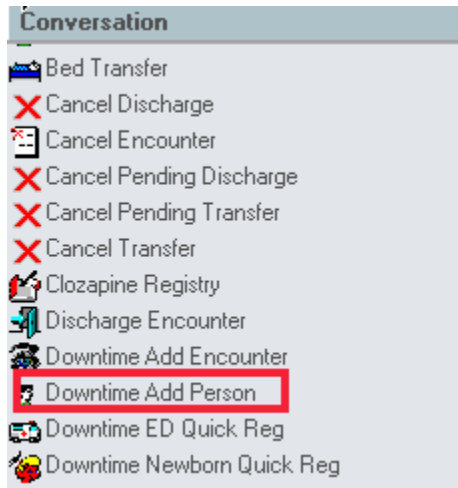 Conversation
Bed Transfer
Cancel Discharge
Cancel Encounter
Cancel Pending Discharge
Cancel Pending Transfer
Cancel Transfer
Clozapine Registry
Discharge Encounter
Downtime Add Encounter
Downtime Add Person
Downtime ED Quick Reg
Downtime Newborn Quick Reg